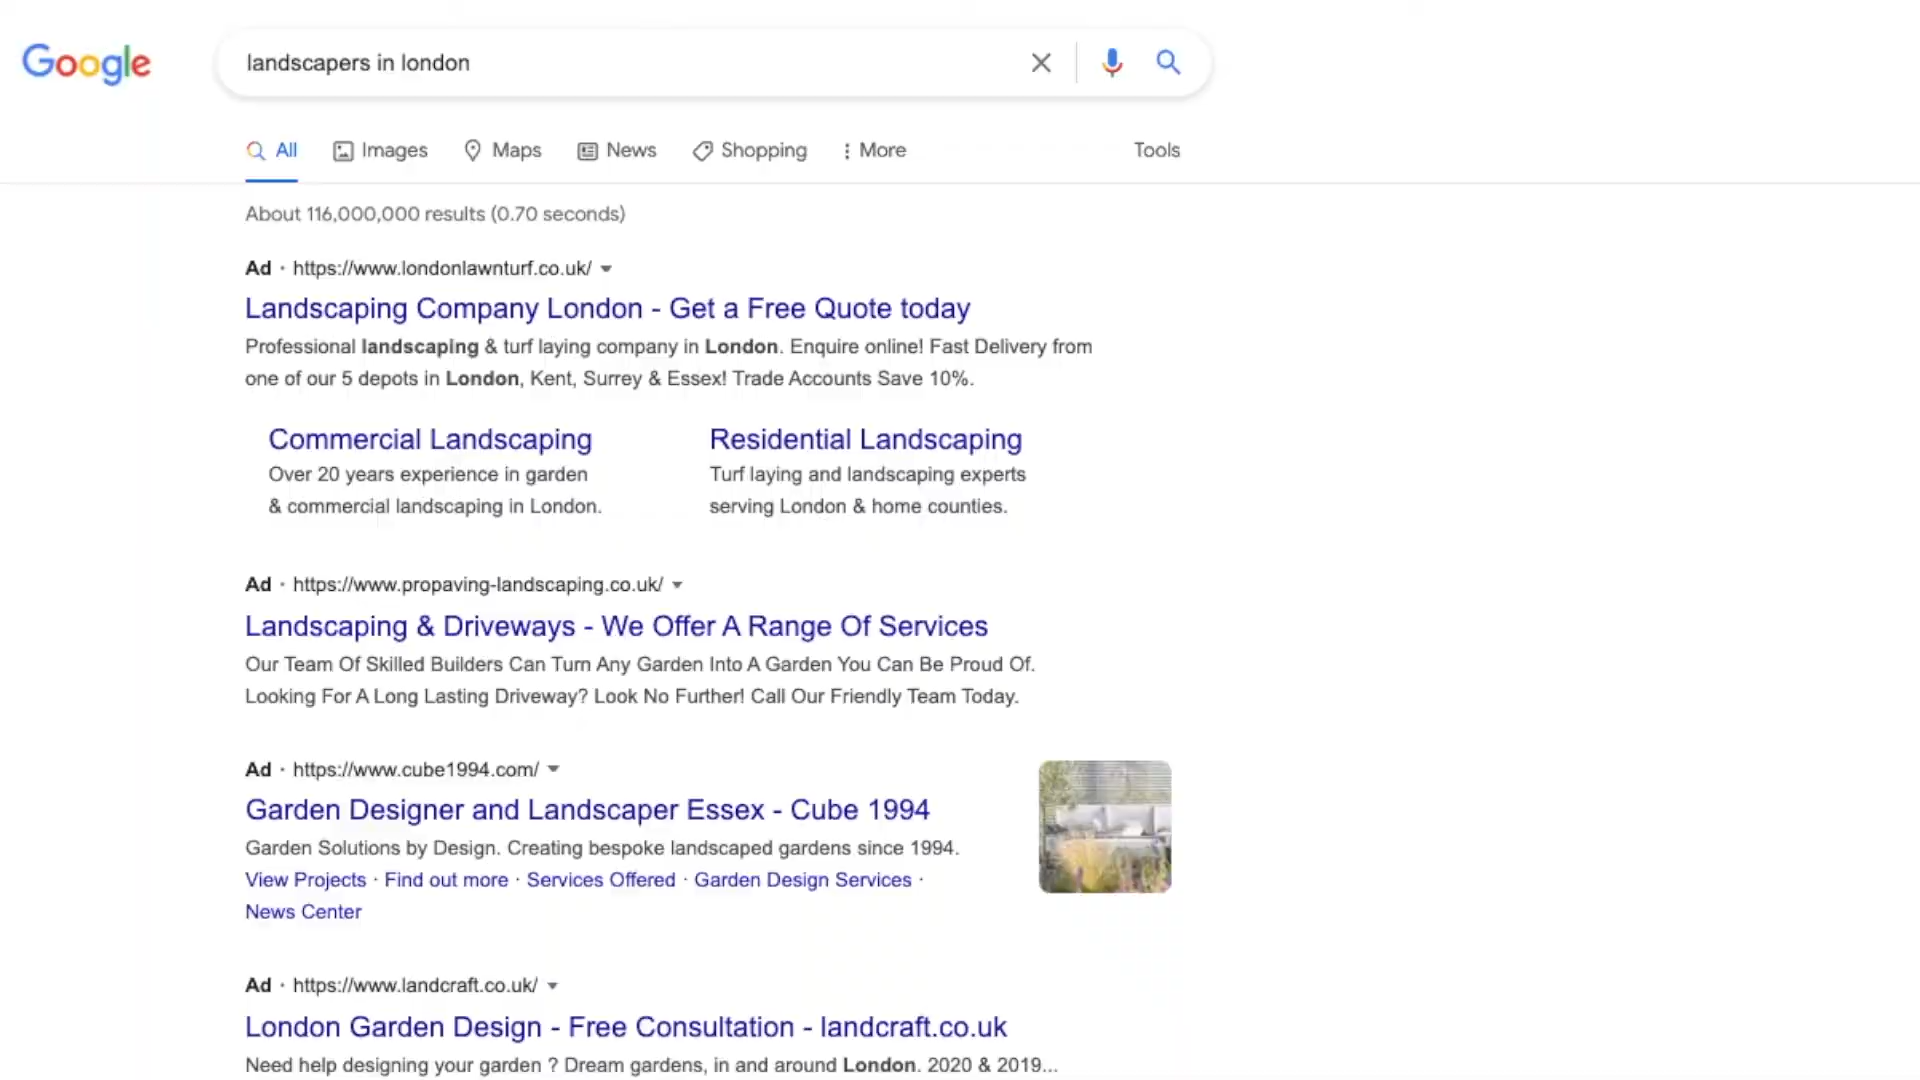 Google
landscapers in london
All Images Maps News Shopping More Tools
About 116,000,000 results (0.70 seconds)
Ad · https://www.londonlawnturf.co.uk/
Landscaping Company London - Get a Free Quote today
Professional landscaping & turf laying company in London. Enquire online! Fast Delivery from
one of our 5 depots in London, Kent, Surrey & Essex! Trade Accounts Save 10%.
Commercial Landscaping
Over 20 years experience in garden
& commercial landscaping in London.
Residential Landscaping
Turf laying and landscaping experts
serving London & home counties.
Ad · https://www.propaving-landscaping.co.uk/
Landscaping & Driveways - We Offer A Range Of Services
Our Team Of Skilled Builders Can Turn Any Garden Into A Garden You Can Be Proud Of.
Looking For A Long Lasting Driveway? Look No Further! Call Our Friendly Team Today.
Ad · https://www.cube1994.com/
Garden Designer and Landscaper Essex - Cube 1994
Garden Solutions by Design. Creating bespoke landscaped gardens since 1994.
View Projects · Find out more · Services Offered · Garden Design Services ·
News Center
Ad · https://www.landcraft.co.uk/
London Garden Design - Free Consultation - landcraft.co.uk
Need help designing your garden ? Dream gardens, in and around London. 2020 & 2019...